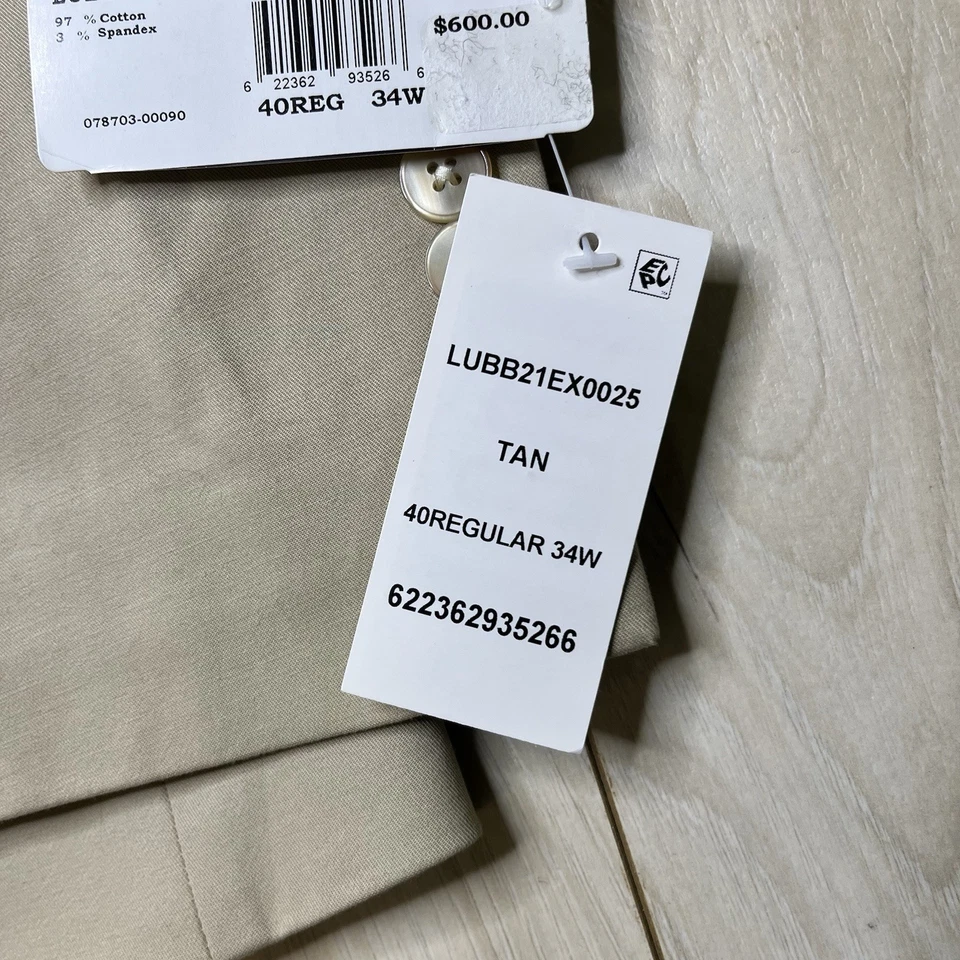 97 % Cotton
3 % Spandex
$600.00
6 22362 93526 6
40REG 34W
078703-00090
EPC
LUBB21EX0025
TAN
40REGULAR 34W
622362935266